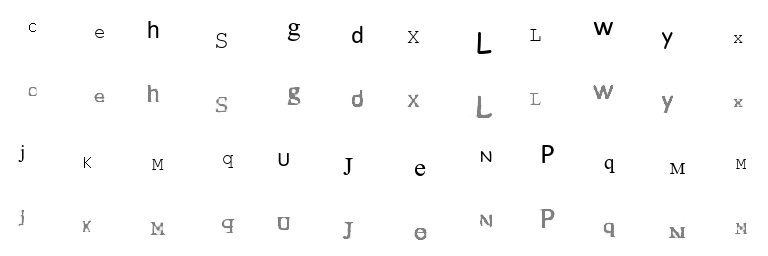 c e h S g d X L L w y x
c e h S g d X L L w y x
j K M q U J e N P q M M
j K M q U J e N P q N M